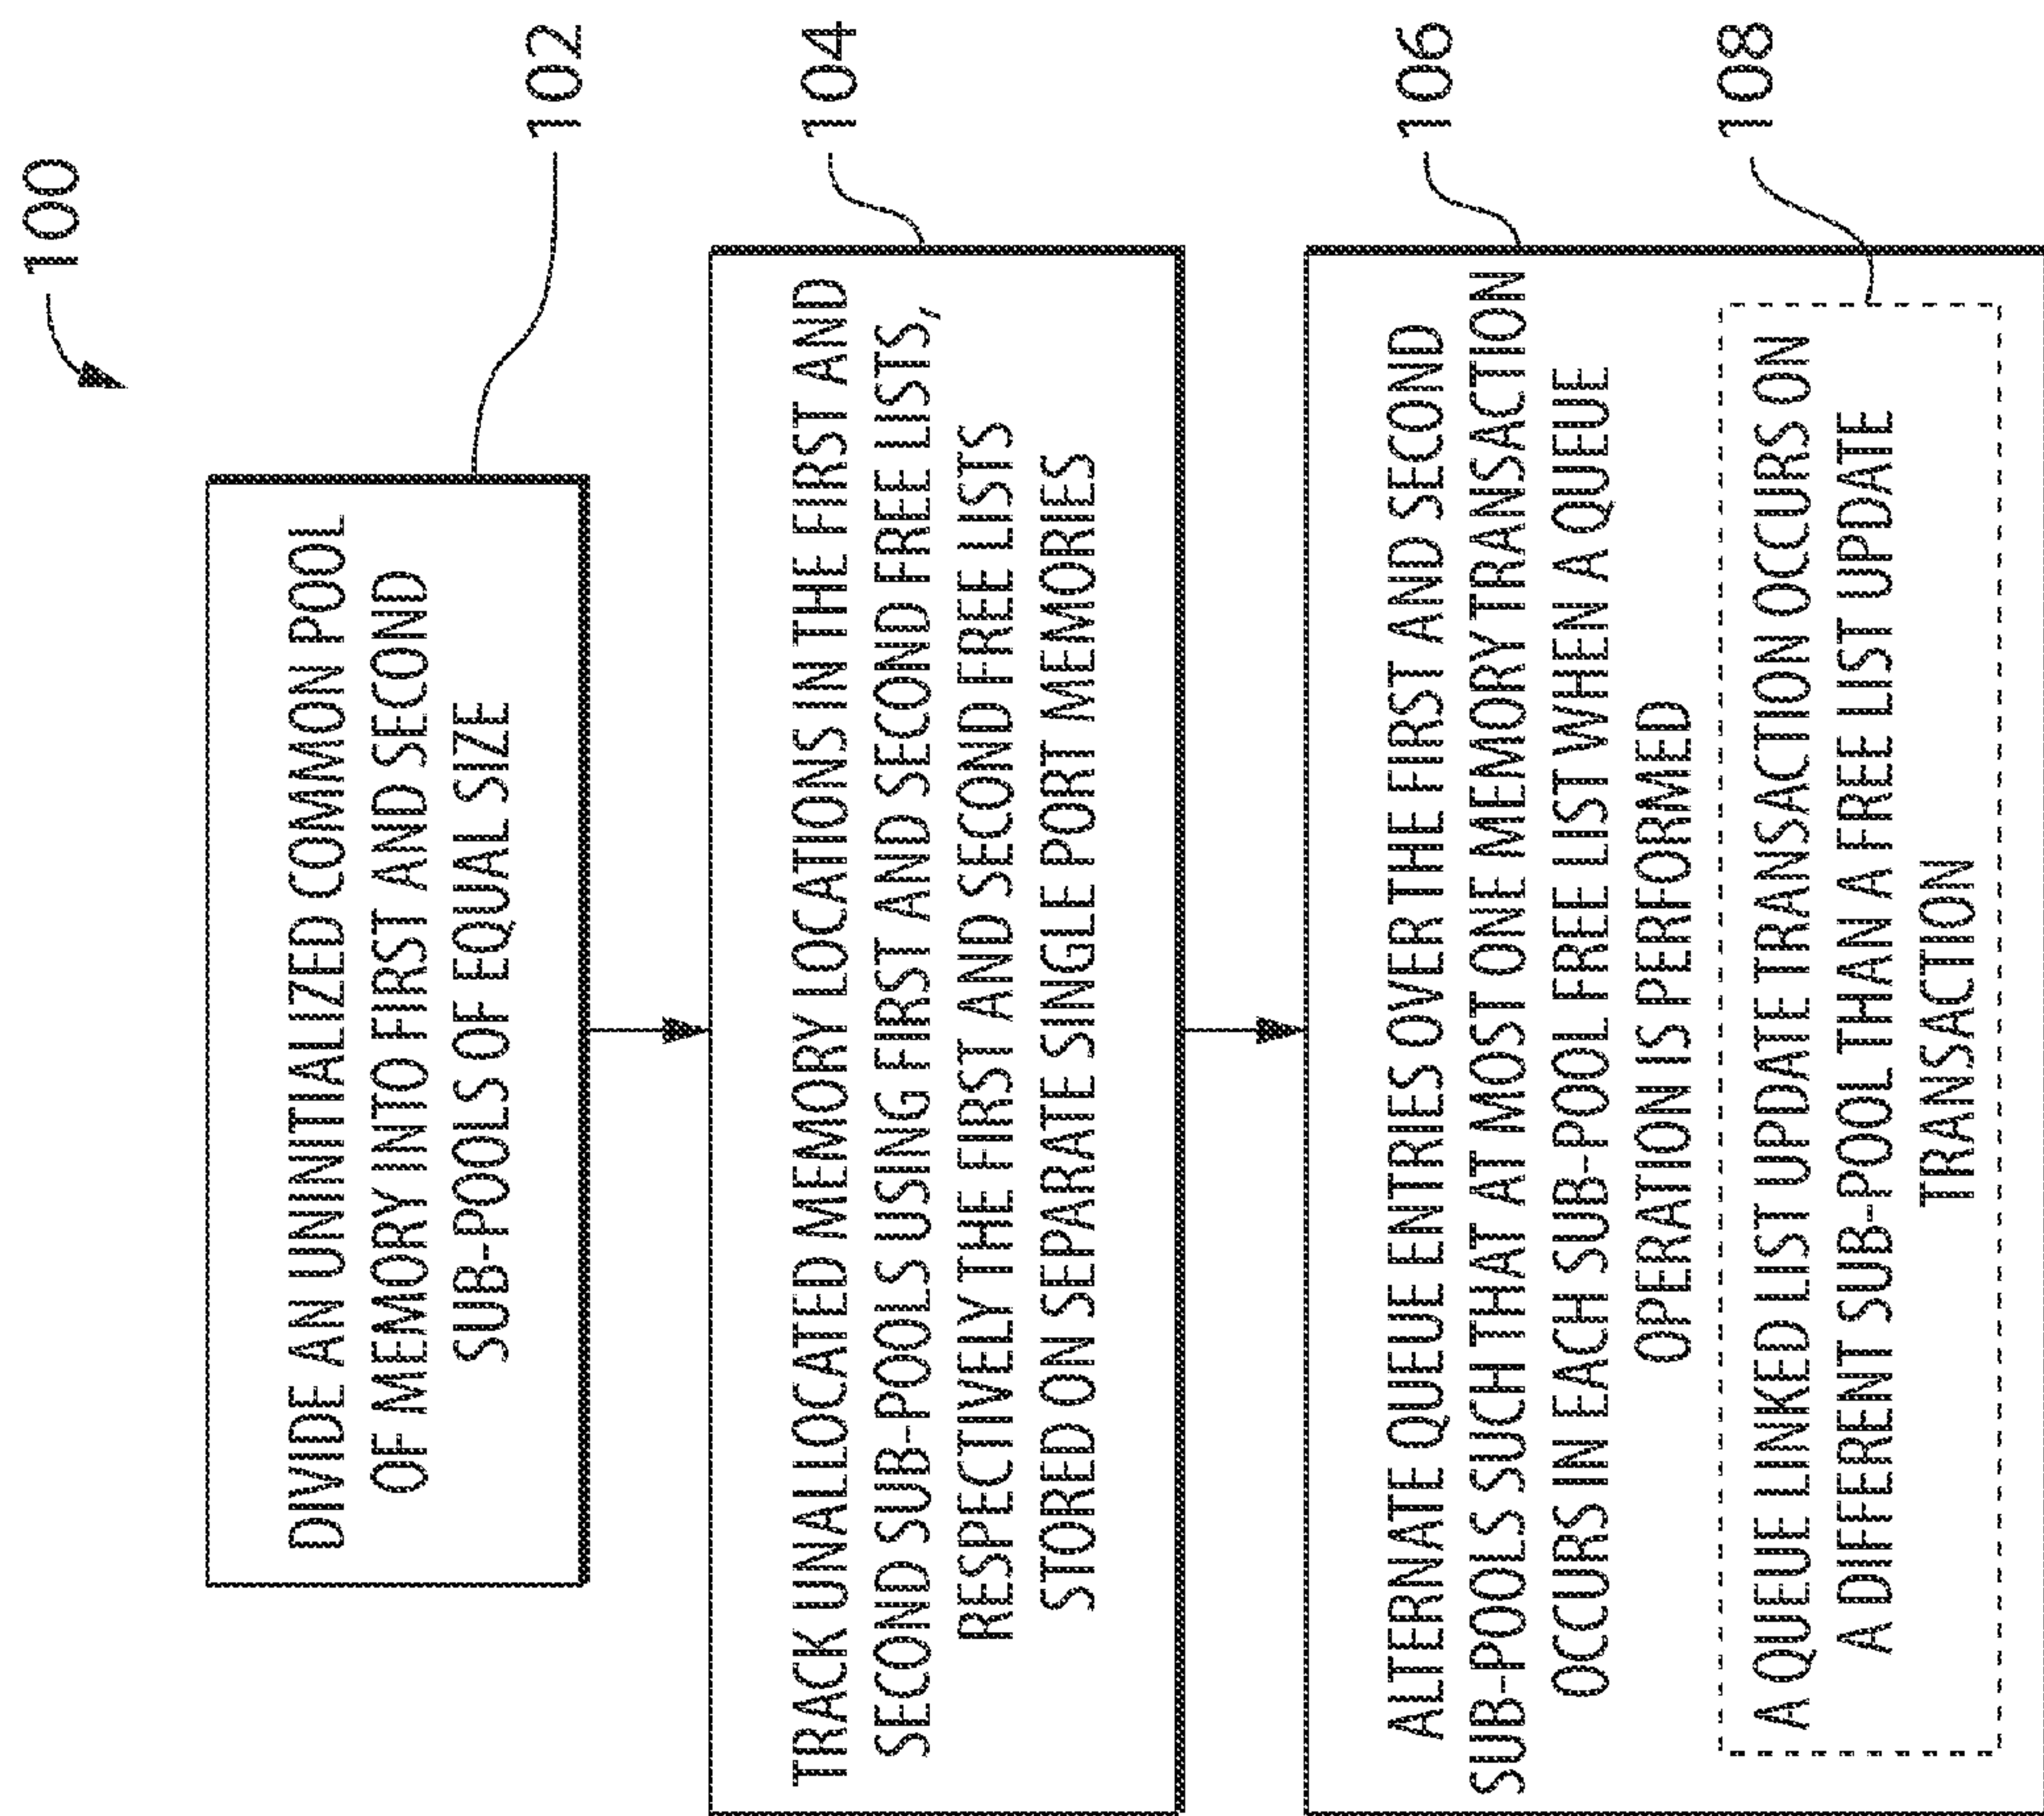 100
DIVIDE AN UNINITIALIZED COMMON POOL
OF MEMORY INTO FIRST AND SECOND
SUB-POOLS OF EQUAL SIZE
102
TRACK UNALLOCATED MEMORY LOCATIONS IN THE FIRST AND
SECOND SUB-POOLS USING FIRST AND SECOND FREE LISTS,
RESPECTIVELY THE FIRST AND SECOND FREE LISTS
STORED ON SEPARATE SINGLE PORT MEMORIES
104
ALTERNATE QUEUE ENTRIES OVER THE FIRST AND SECOND
SUB-POOLS SUCH THAT AT MOST ONE MEMORY TRANSACTION
OCCURS IN EACH SUB-POOL FREE LIST WHEN A QUEUE
OPERATION IS PERFORMED
106
A QUEUE LINKED LIST UPDATE TRANSACTION OCCURS ON
A DIFFERENT SUB-POOL THAN A FREE LIST UPDATE
TRANSACTION
108